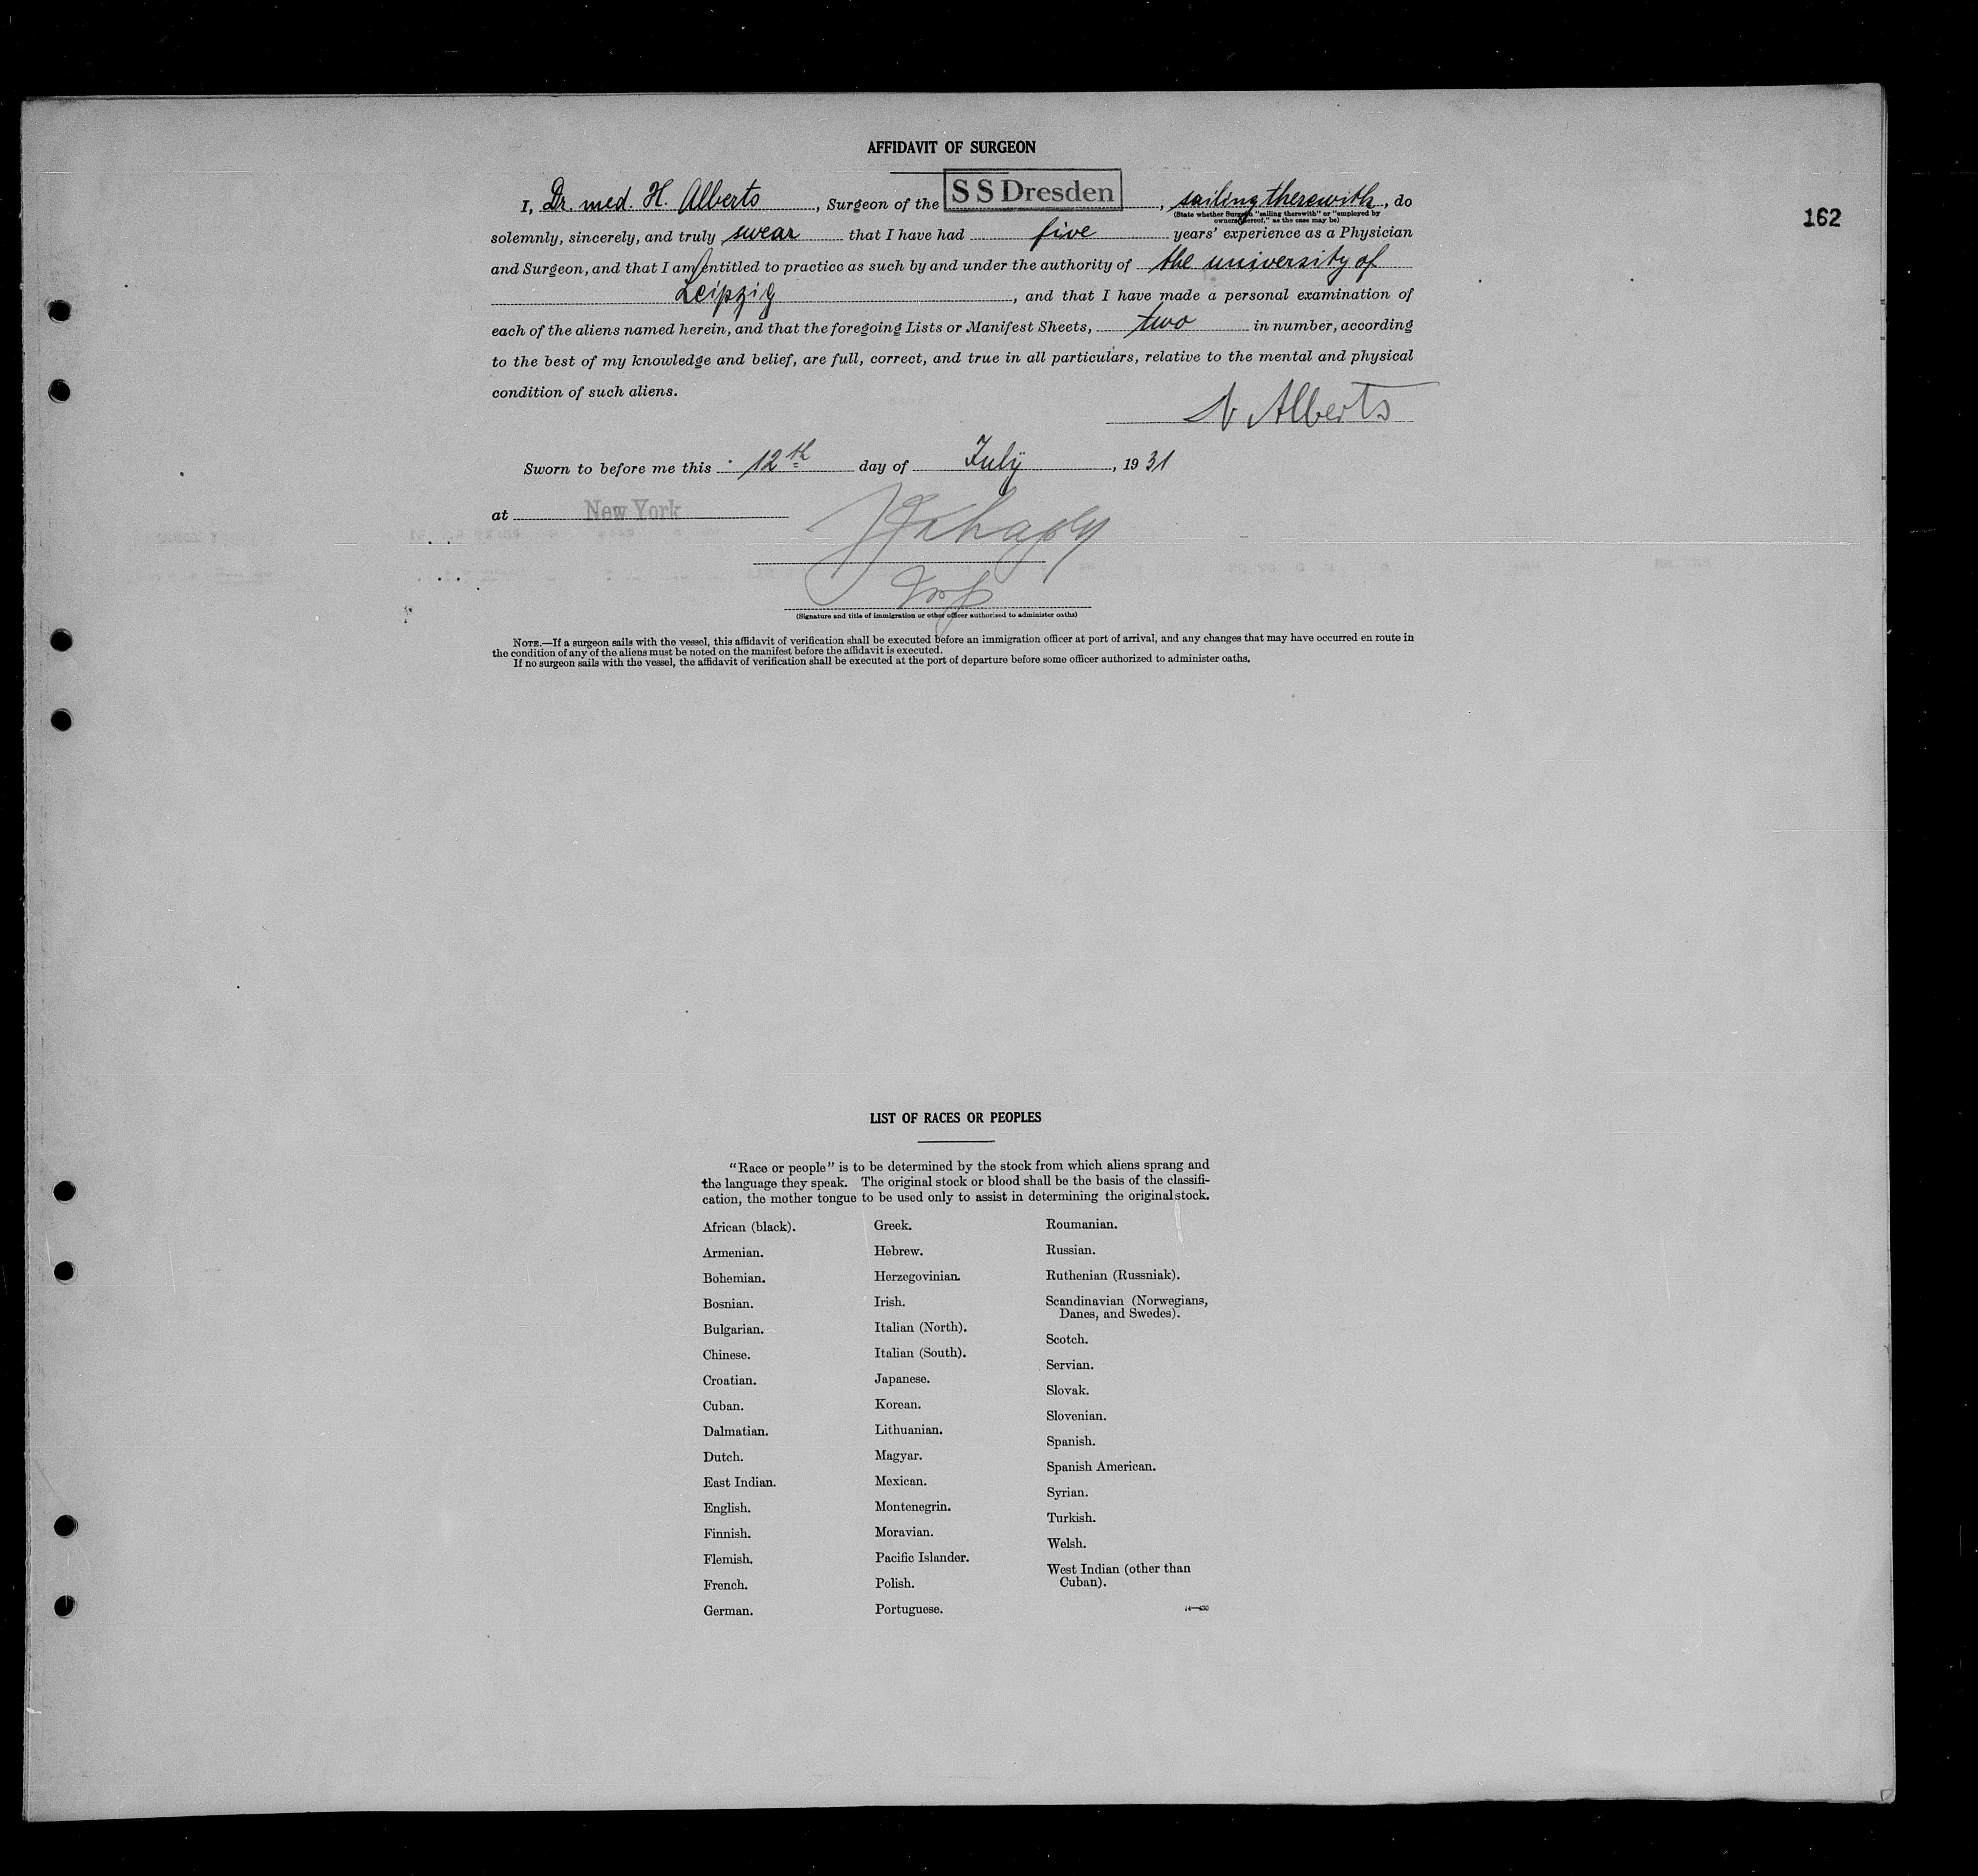 AFFIDAVIT OF SURGEON
162
I, Dr. med. H. Alberts, Surgeon of the SS Dresden, sailing therewith, do
(State whether Surgeon "sailing therewith" or "employed by
owners thereof," as the case may be)
solemnly, sincerely, and truly swear that I have had five years' experience as a Physician
and Surgeon, and that I am entitled to practice as such by and under the authority of the university of
Leipzig, and that I have made a personal examination of
each of the aliens named herein, and that the foregoing Lists or Manifest Sheets, two in number, according
to the best of my knowledge and belief, are full, correct, and true in all particulars, relative to the mental and physical
condition of such aliens.
Alberts
Sworn to before me this 12th day of July, 1931
at New York
(Signature and title of immigration or other officer authorized to administer oaths)
NOTE.—If a surgeon sails with the vessel, this affidavit of verification shall be executed before an immigration officer at port of arrival, and any changes that may have occurred en route in
the condition of any of the aliens must be noted on the manifest before the affidavit is executed.
If no surgeon sails with the vessel, the affidavit of verification shall be executed at the port of departure before some officer authorized to administer oaths.
LIST OF RACES OR PEOPLES
"Race or people" is to be determined by the stock from which aliens sprang and
the language they speak. The original stock or blood shall be the basis of the classifi-
cation, the mother tongue to be used only to assist in determining the original stock.
African (black).
Armenian.
Bohemian.
Bosnian.
Bulgarian.
Chinese.
Croatian.
Cuban.
Dalmatian.
Dutch.
East Indian.
English.
Finnish.
Flemish.
French.
German.
Greek.
Hebrew.
Herzegovinian.
Irish.
Italian (North).
Italian (South).
Japanese.
Korean.
Lithuanian.
Magyar.
Mexican.
Montenegrin.
Moravian.
Pacific Islander.
Polish.
Portuguese.
Roumanian.
Russian.
Ruthenian (Russniak).
Scandinavian (Norwegians,
Danes, and Swedes).
Scotch.
Servian.
Slovak.
Slovenian.
Spanish.
Spanish American.
Syrian.
Turkish.
Welsh.
West Indian (other than
Cuban).